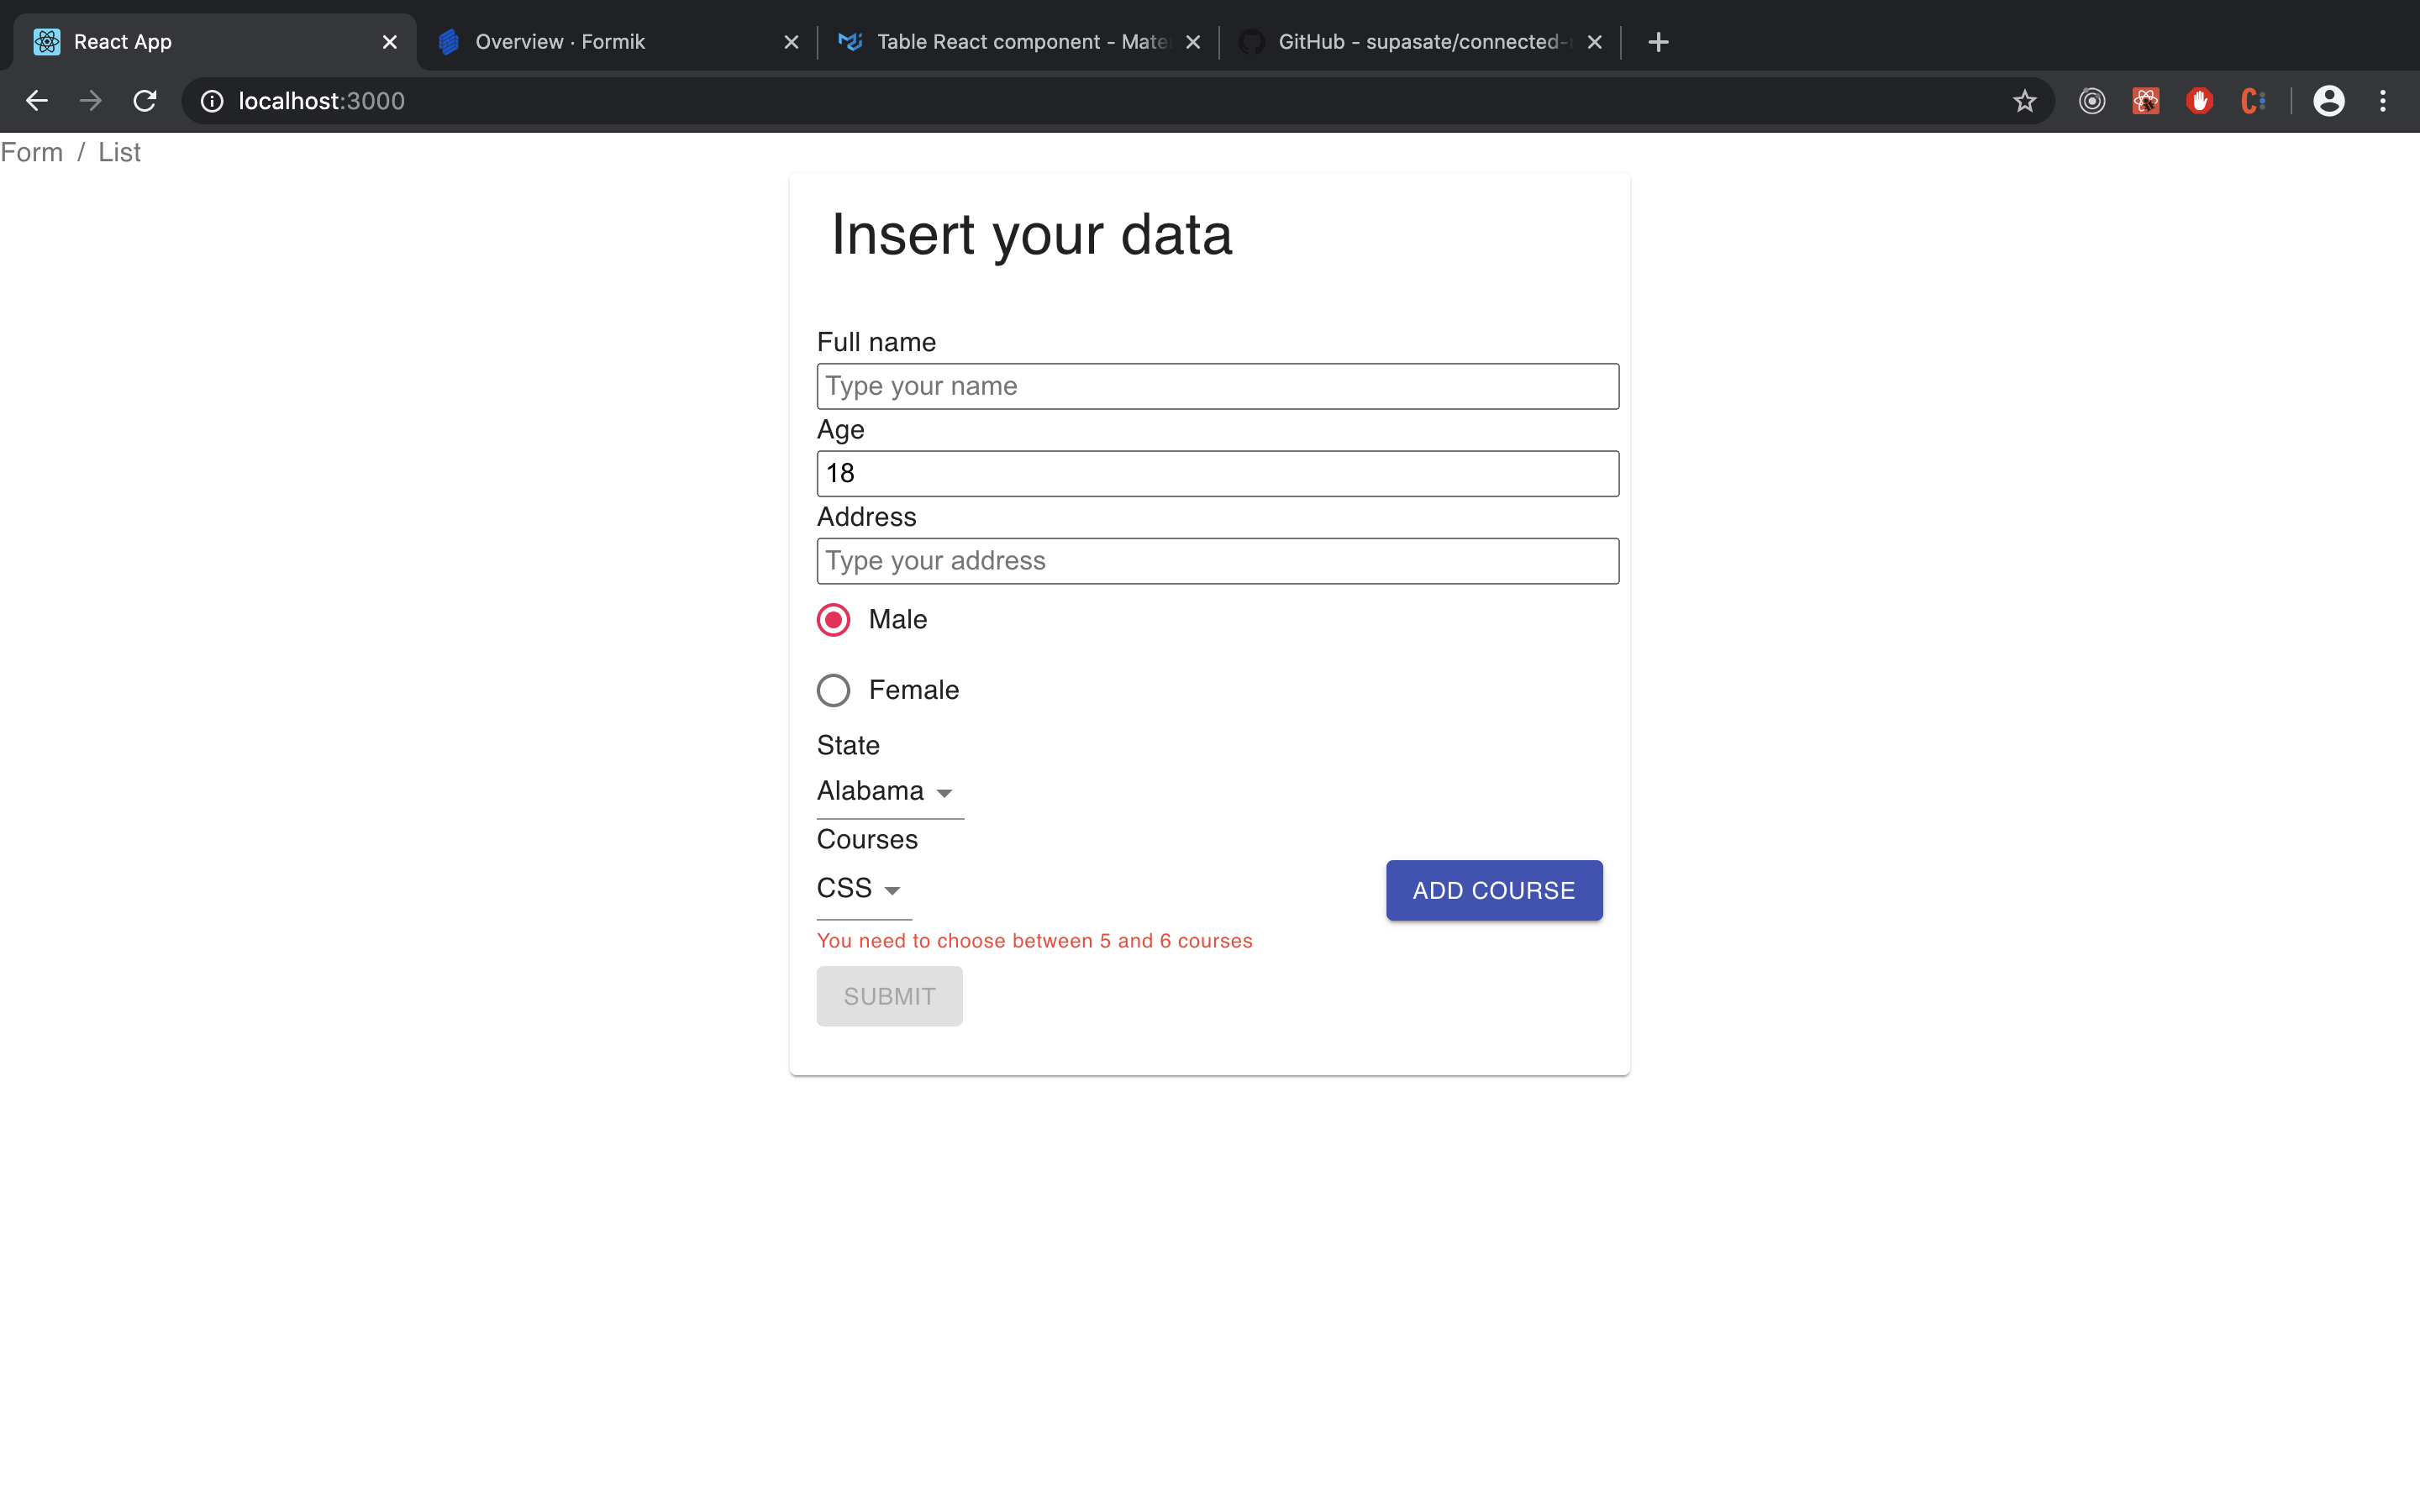 React App
Overview · Formik
Table React component - Mate
GitHub - supasate/connected-
localhost:3000
Form / List
Insert your data
Full name
Type your name
Age
18
Address
Type your address
Male
Female
State
Alabama
Courses
CSS
ADD COURSE
You need to choose between 5 and 6 courses
SUBMIT